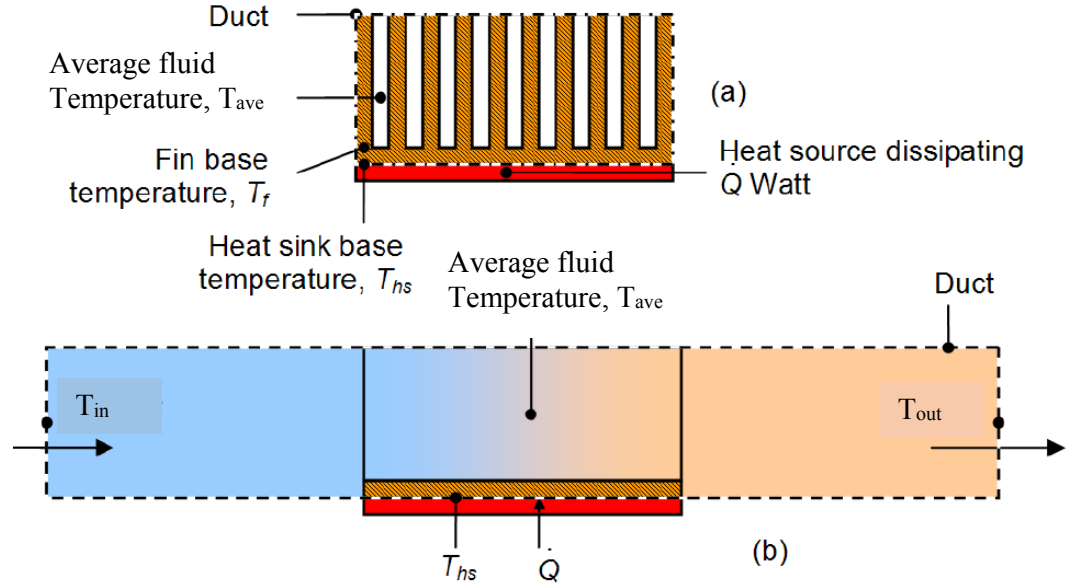 Duct
Average fluid
Temperature, Tave
(a)
Fin base
temperature, Tf
Heat source dissipating
Q̇ Watt
Heat sink base
temperature, Ths
Average fluid
Temperature, Tave
Duct
Tin
Tout
Ths
Q̇
(b)